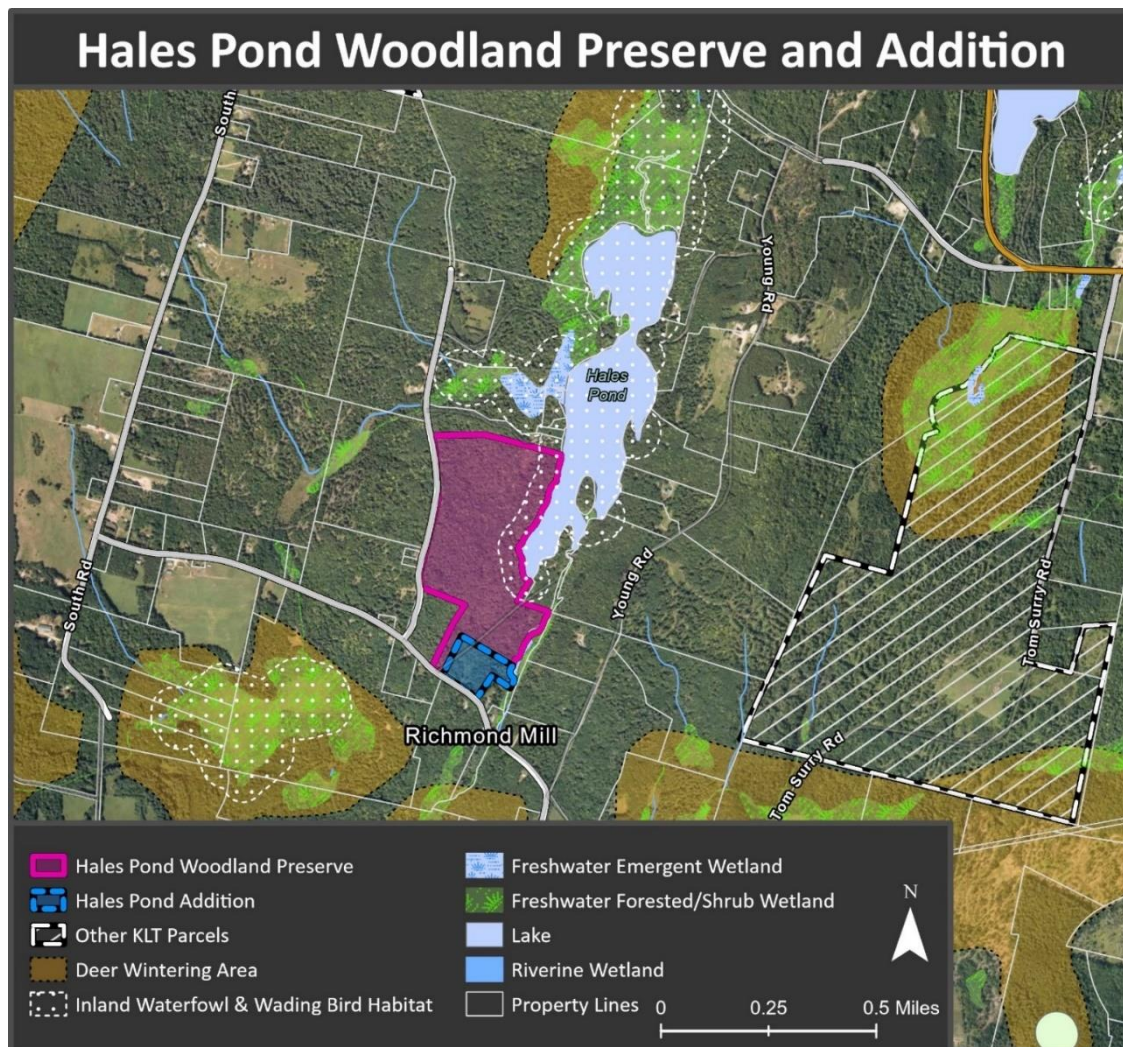 Hales Pond Woodland Preserve and Addition
South
Young Rd
Hales
Pond
South Rd
Young Rd
Tom Surry Rd
Richmond Mill
Tom Surry Rd
Hales Pond Woodland Preserve
Hales Pond Addition
Other KLT Parcels
Deer Wintering Area
Inland Waterfowl & Wading Bird Habitat
Freshwater Emergent Wetland
Freshwater Forested/Shrub Wetland
Lake
Riverine Wetland
Property Lines
N
0 0.25 0.5 Miles